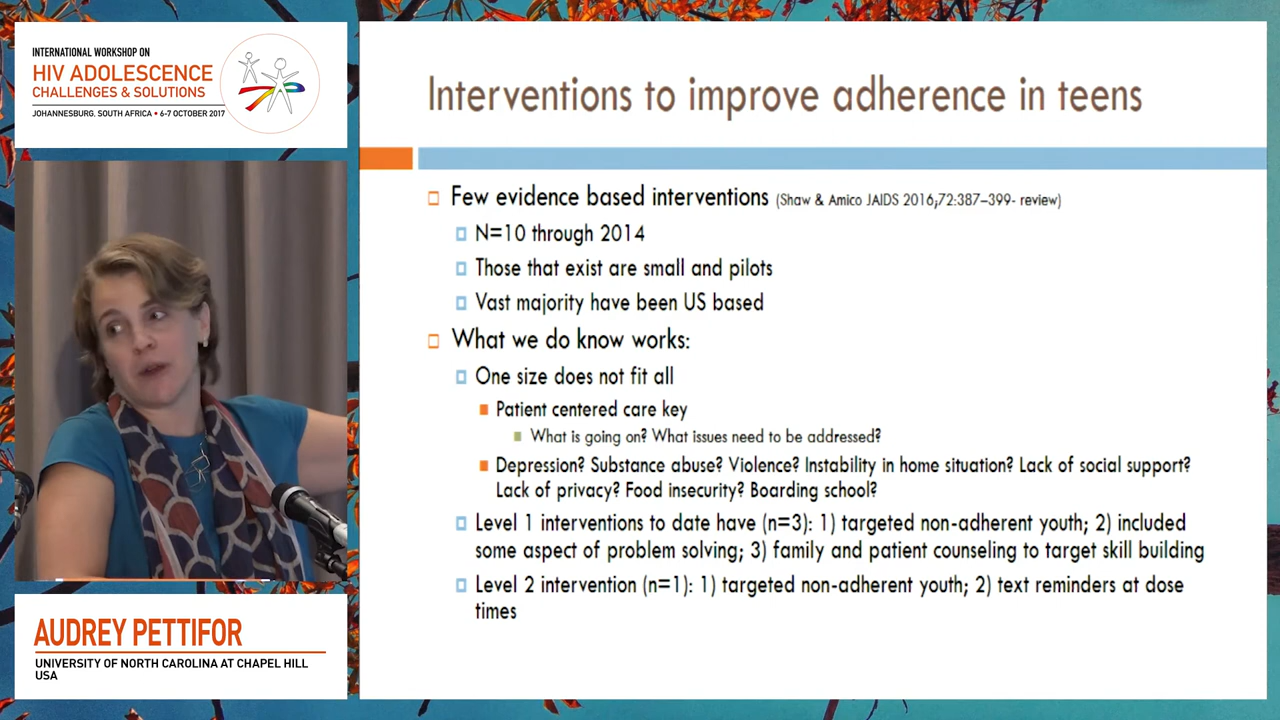 INTERNATIONAL WORKSHOP ON
HIV ADOLESCENCE
CHALLENGES & SOLUTIONS
JOHANNESBURG, SOUTH AFRICA • 6-7 OCTOBER 2017
AUDREY PETTIFOR
UNIVERSITY OF NORTH CAROLINA AT CHAPEL HILL
USA
Interventions to improve adherence in teens
Few evidence based interventions (Shaw & Amico JAIDS 2016;72:387–399- review)
N=10 through 2014
Those that exist are small and pilots
Vast majority have been US based
What we do know works:
One size does not fit all
Patient centered care key
What is going on? What issues need to be addressed?
Depression? Substance abuse? Violence? Instability in home situation? Lack of social support?
Lack of privacy? Food insecurity? Boarding school?
Level 1 interventions to date have (n=3): 1) targeted non-adherent youth; 2) included
some aspect of problem solving; 3) family and patient counseling to target skill building
Level 2 intervention (n=1): 1) targeted non-adherent youth; 2) text reminders at dose
times